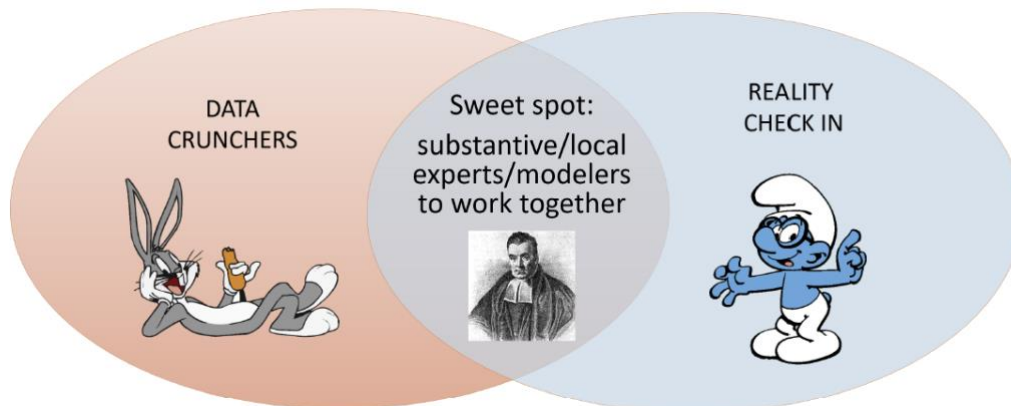 DATA
CRUNCHERS
Sweet spot:
substantive/local
experts/modelers
to work together
REALITY
CHECK IN